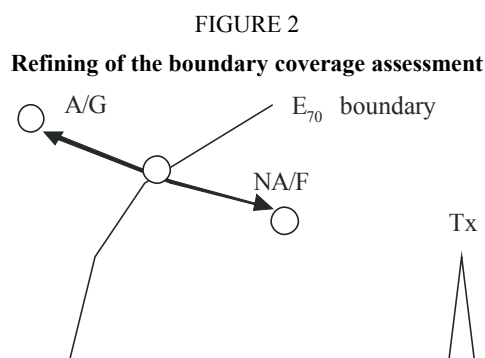 FIGURE 2
Refining of the boundary coverage assessment
A/G
E70 boundary
NA/F
Tx